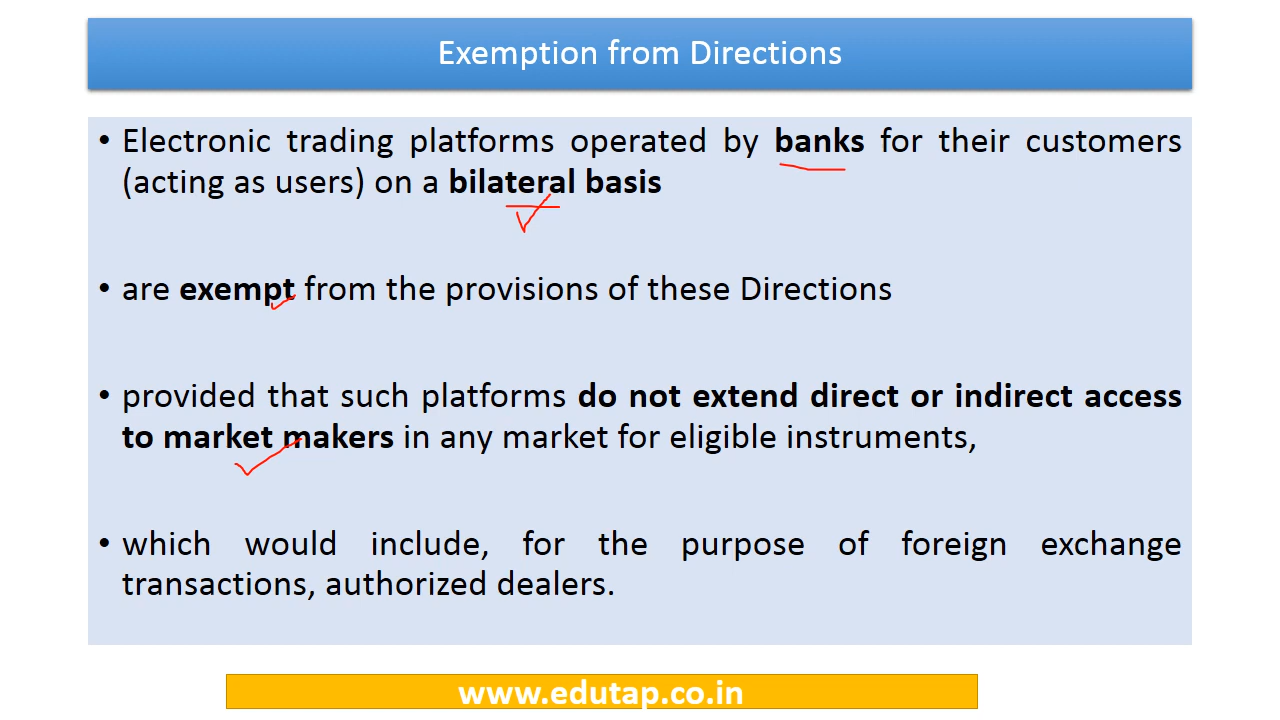 Exemption from Directions
• Electronic trading platforms operated by banks for their customers
(acting as users) on a bilateral basis
• are exempt from the provisions of these Directions
• provided that such platforms do not extend direct or indirect access
to market makers in any market for eligible instruments,
• which would include, for the purpose of foreign exchange
transactions, authorized dealers.
www.edutap.co.in